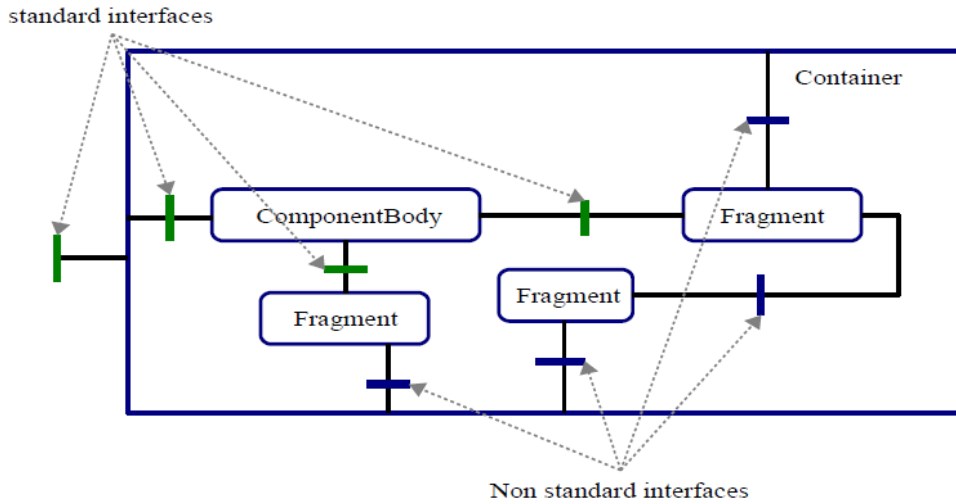 standard interfaces
Container
ComponentBody
Fragment
Fragment
Fragment
Non standard interfaces